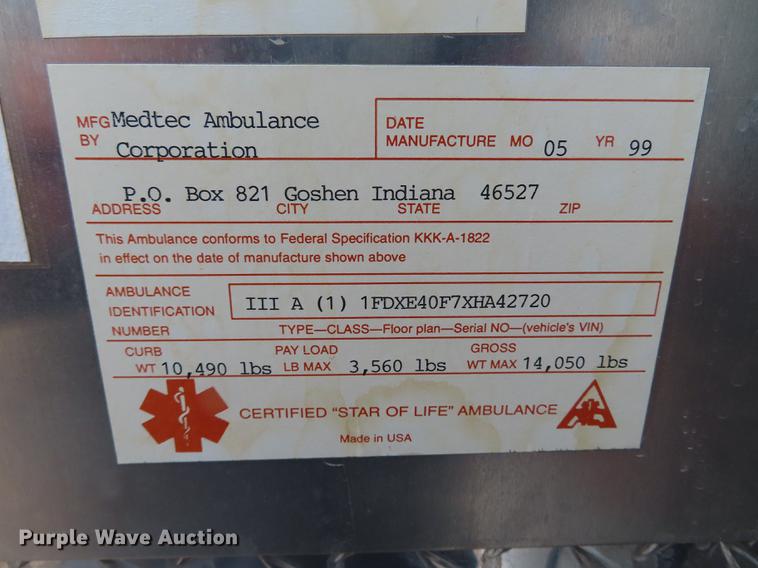 MFG Medtec Ambulance
BY Corporation
DATE
MANUFACTURE MO 05 YR 99
P.O. Box 821 Goshen Indiana 46527
ADDRESS CITY STATE ZIP
This Ambulance conforms to Federal Specification KKK-A-1822
in effect on the date of manufacture shown above
AMBULANCE
IDENTIFICATION III A (1) 1FDXE40F7XHA42720
NUMBER TYPE—CLASS—Floor plan—Serial NO—(vehicle's VIN)
CURB PAY LOAD GROSS
WT 10,490 lbs LB MAX 3,560 lbs WT MAX 14,050 lbs
CERTIFIED "STAR OF LIFE" AMBULANCE
Made in USA
Purple Wave Auction